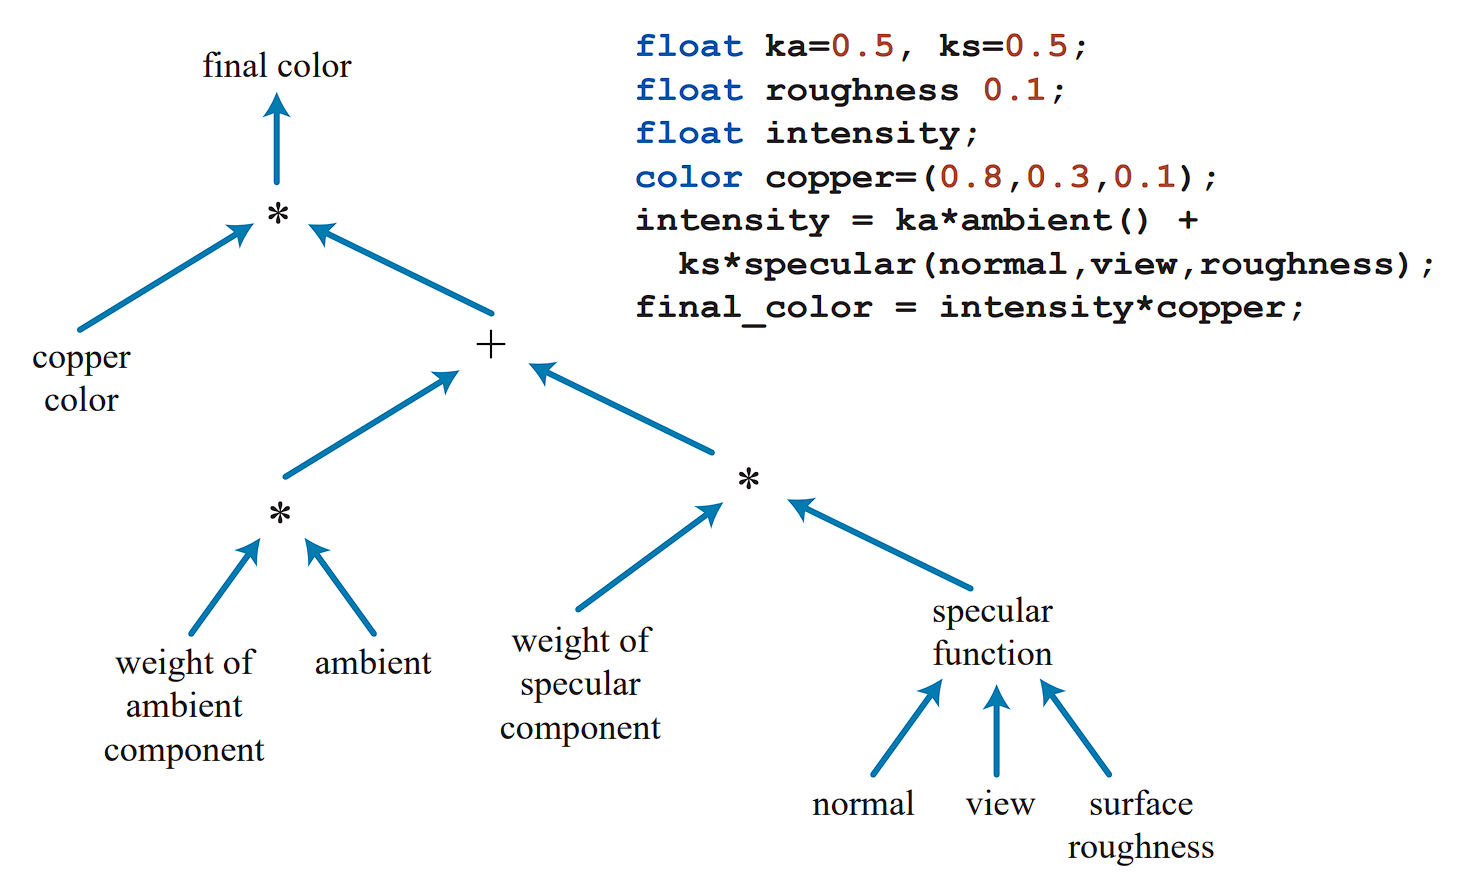 final color
*
copper
color
+
*
*
weight of
ambient
component
ambient
weight of
specular
component
specular
function
normal
view
surface
roughness
float ka=0.5, ks=0.5;
float roughness 0.1;
float intensity;
color copper=(0.8,0.3,0.1);
intensity = ka*ambient() +
ks*specular(normal,view,roughness);
final_color = intensity*copper;